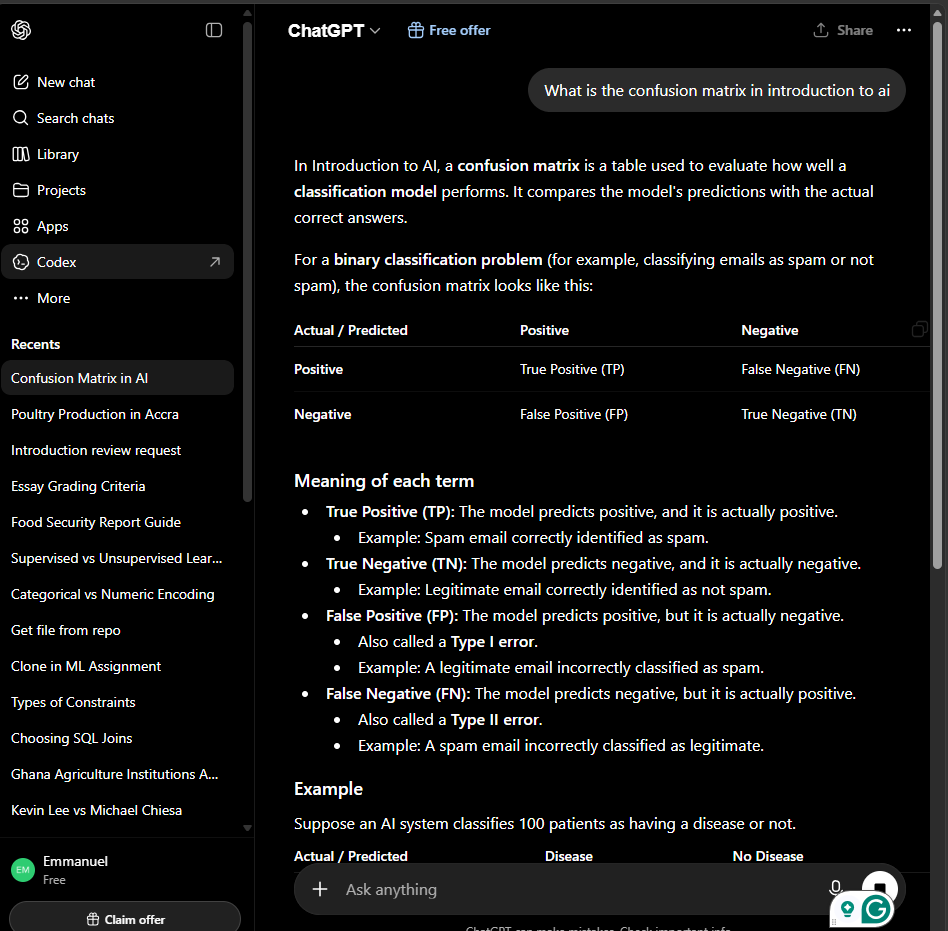 ChatGPT
Free offer
Share
New chat
Search chats
Library
Projects
Apps
Codex
More
Recents
Confusion Matrix in AI
Poultry Production in Accra
Introduction review request
Essay Grading Criteria
Food Security Report Guide
Supervised vs Unsupervised Lear...
Categorical vs Numeric Encoding
Get file from repo
Clone in ML Assignment
Types of Constraints
Choosing SQL Joins
Ghana Agriculture Institutions A...
Kevin Lee vs Michael Chiesa
EM
Emmanuel
Free
Claim offer
What is the confusion matrix in introduction to ai
In Introduction to AI, a confusion matrix is a table used to evaluate how well a
classification model performs. It compares the model's predictions with the actual
correct answers.
For a binary classification problem (for example, classifying emails as spam or not
spam), the confusion matrix looks like this:
Actual / Predicted Positive Negative
Positive True Positive (TP) False Negative (FN)
Negative False Positive (FP) True Negative (TN)
Meaning of each term
• True Positive (TP): The model predicts positive, and it is actually positive.
• Example: Spam email correctly identified as spam.
• True Negative (TN): The model predicts negative, and it is actually negative.
• Example: Legitimate email correctly identified as not spam.
• False Positive (FP): The model predicts positive, but it is actually negative.
• Also called a Type I error.
• Example: A legitimate email incorrectly classified as spam.
• False Negative (FN): The model predicts negative, but it is actually positive.
• Also called a Type II error.
• Example: A spam email incorrectly classified as legitimate.
Example
Suppose an AI system classifies 100 patients as having a disease or not.
Actual / Predicted Disease No Disease
Ask anything
ChatGPT can make mistakes. Check important info.